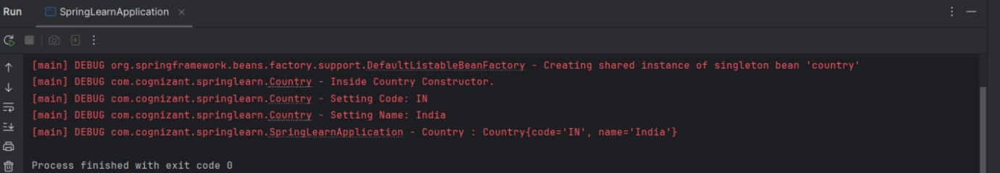 Run SpringLearnApplication
[main] DEBUG org.springframework.beans.factory.support.DefaultListableBeanFactory - Creating shared instance of singleton bean 'country'
[main] DEBUG com.cognizant.springlearn.Country - Inside Country Constructor.
[main] DEBUG com.cognizant.springlearn.Country - Setting Code: IN
[main] DEBUG com.cognizant.springlearn.Country - Setting Name: India
[main] DEBUG com.cognizant.springlearn.SpringLearnApplication - Country : Country{code='IN', name='India'}
Process finished with exit code 0